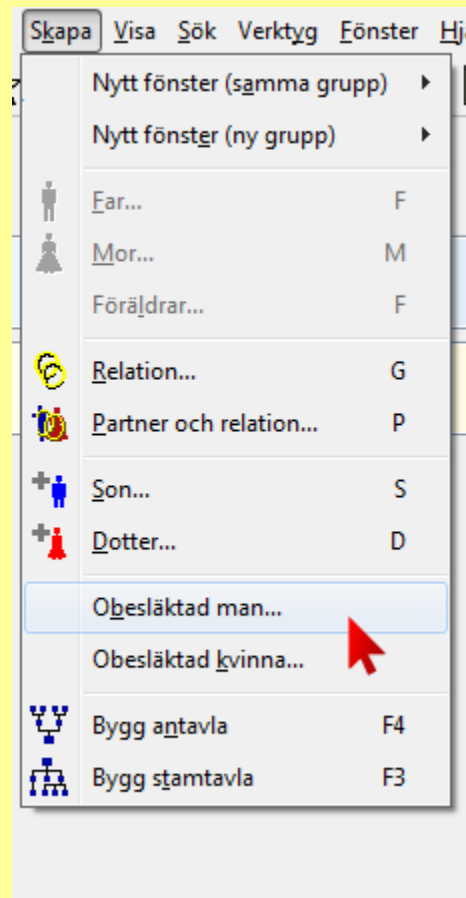 Skapa Visa Sök Verktyg Fönster Hj
Nytt fönster (samma grupp)
Nytt fönster (ny grupp)
Far... F
Mor... M
Föräldrar... F
Relation... G
Partner och relation... P
Son... S
Dotter... D
Obesläktad man...
Obesläktad kvinna...
Bygg antavla F4
Bygg stamtavla F3